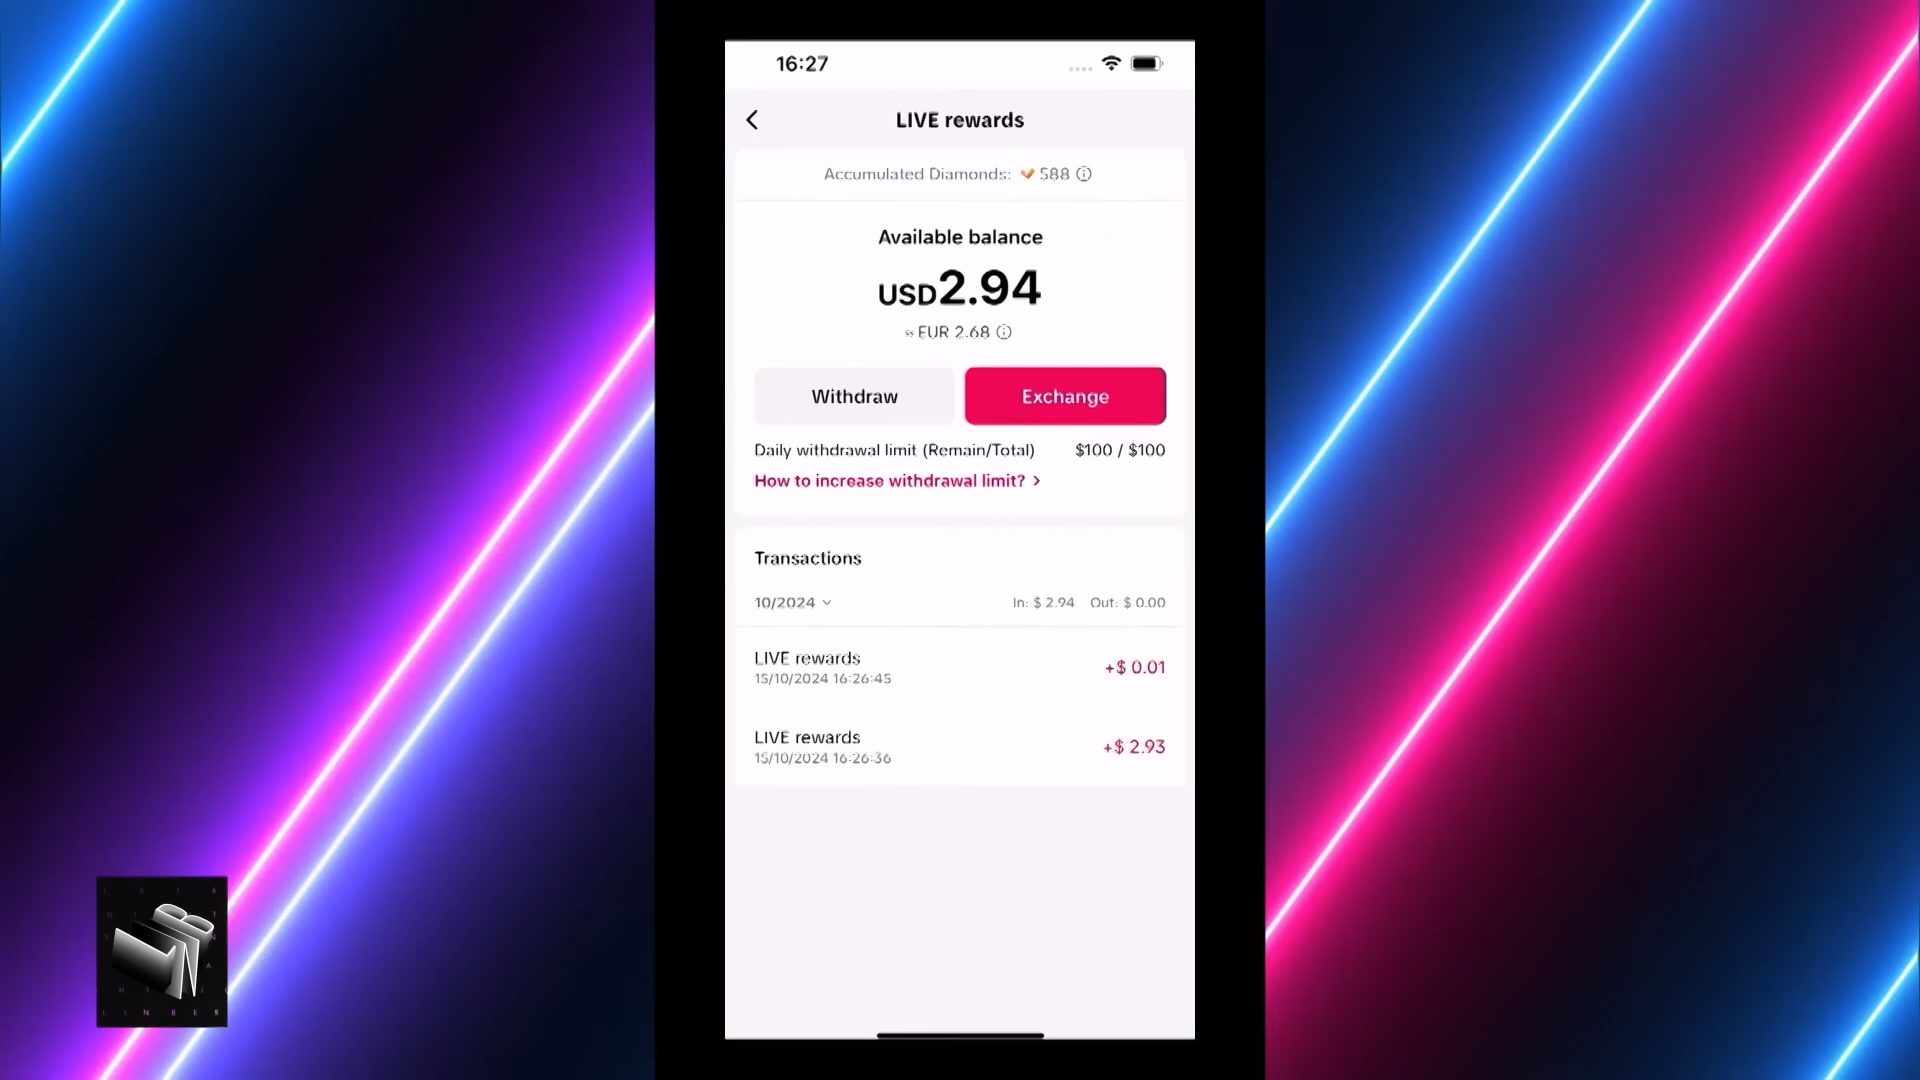 16:27
LIVE rewards
Accumulated Diamonds: 588
Available balance
USD2.94
≈ EUR 2.68
Withdraw
Exchange
Daily withdrawal limit (Remain/Total) $100 / $100
How to increase withdrawal limit? >
Transactions
10/2024 In: $ 2.94 Out: $ 0.00
LIVE rewards
+$ 0.01
15/10/2024 16:26:45
LIVE rewards
+$ 2.93
15/10/2024 16:26:36